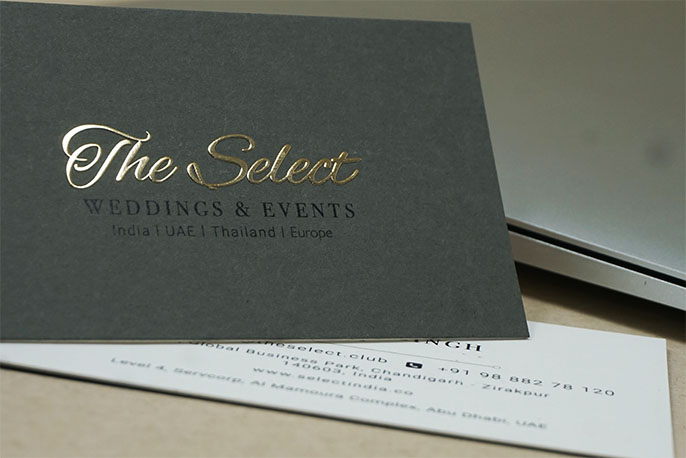 The Select
WEDDINGS & EVENTS
India | UAE | Thailand | Europe
theselect.club +91 98 882 78 120
Global Business Park, Chandigarh - Zirakpur
140603. India
www.selectindia.co
Level 4, Servcorp, Al Mamoura Complex, Abu Dhabi, UAE